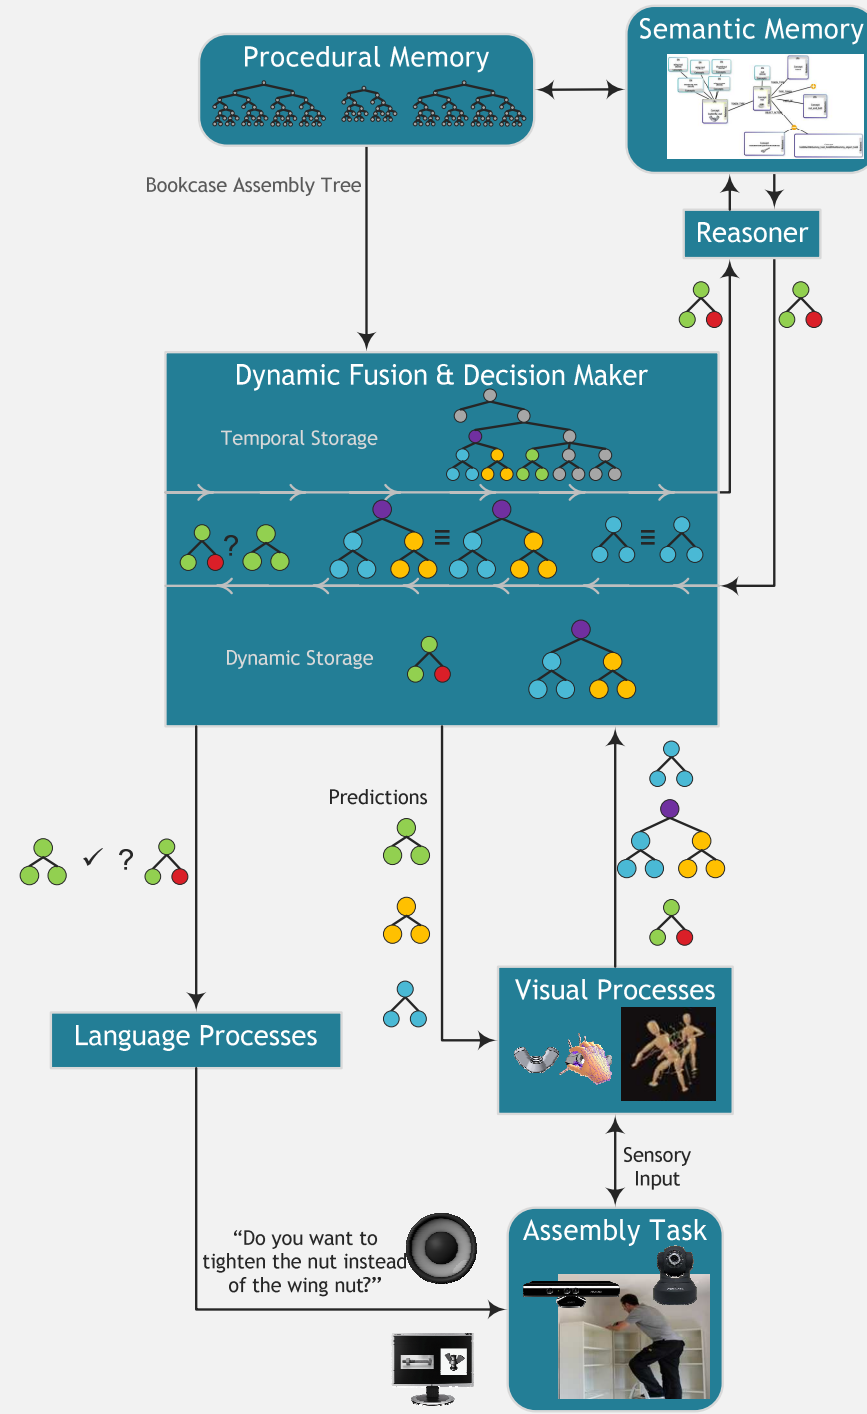 Procedural Memory
Semantic Memory
Bookcase Assembly Tree
Reasoner
Dynamic Fusion & Decision Maker
Temporal Storage
?
≡
≡
Dynamic Storage
Predictions
✓ ?
Visual Processes
Language Processes
Sensory
Input
“Do you want to
tighten the nut instead
of the wing nut?”
Assembly Task